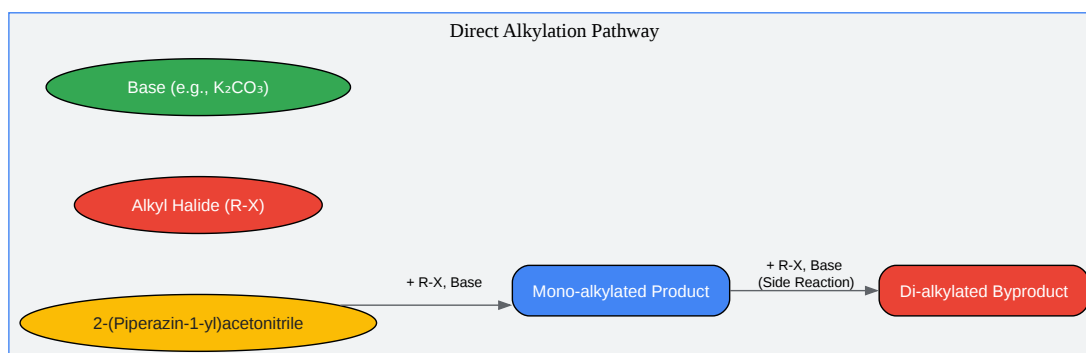 Direct Alkylation Pathway
Base (e.g., K₂CO₃)
Alkyl Halide (R-X)
+ R-X, Base
+ R-X, Base
(Side Reaction)
2-(Piperazin-1-yl)acetonitrile
Mono-alkylated Product
Di-alkylated Byproduct